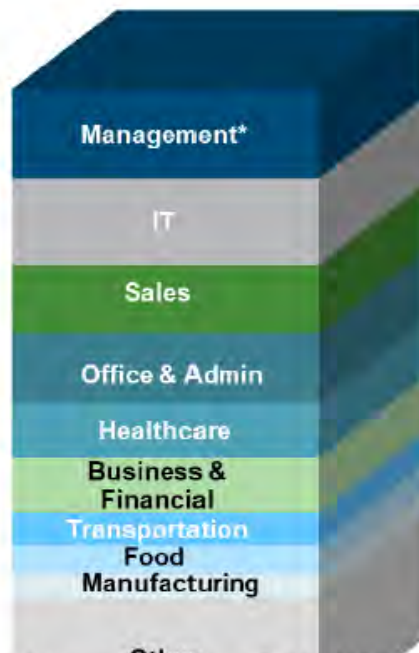 Management*
IT
Sales
Office & Admin
Healthcare
Business &
Financial
Transportation
Food
Manufacturing